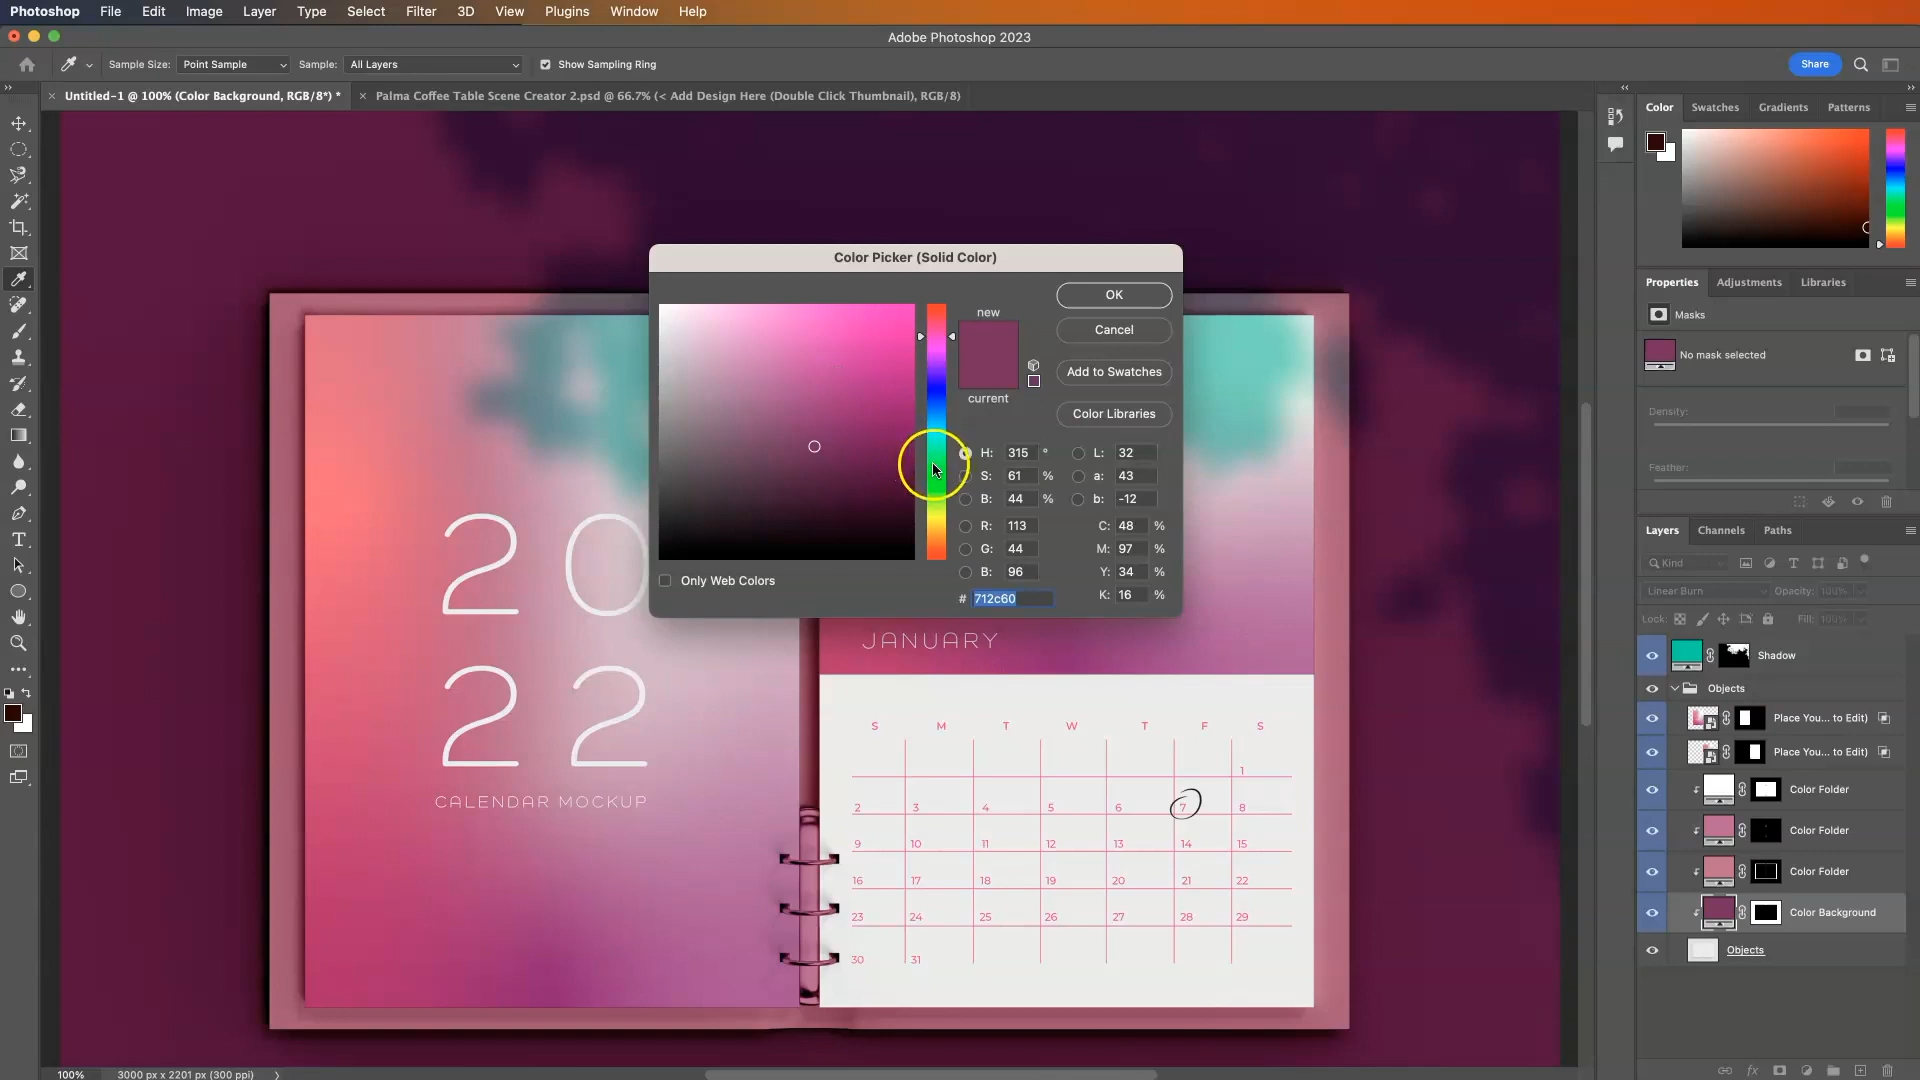 Photoshop File Edit Image Layer Type Select Filter 3D View Plugins Window Help
Adobe Photoshop 2023
Sample Size: Point Sample Sample: All Layers Show Sampling Ring Share
Untitled-1 @ 100% (Color Background, RGB/8*) * Palma Coffee Table Scene Creator 2.psd @ 66.7% (< Add Design Here (Double Click Thumbnail), RGB/8)
Color Swatches Gradients Patterns
Color Picker (Solid Color)
new
current
OK
Cancel
Add to Swatches
Color Libraries
H: 315 ° L: 32
S: 61 % a: 43
B: 44 % b: -12
R: 113 C: 48 %
G: 44 M: 97 %
B: 96 Y: 34 %
# 712c60 K: 16 %
Only Web Colors
20
22
CALENDAR MOCKUP
JANUARY
S M T W T F S
1
2 3 4 5 6 7 8
9 10 11 12 13 14 15
16 17 18 19 20 21 22
23 24 25 26 27 28 29
30 31
Properties Adjustments Libraries
Masks
No mask selected
Density:
Feather:
Layers Channels Paths
Kind
Linear Burn Opacity: 100%
Lock: Fill: 100%
Shadow
Objects
Place You... to Edit)
Place You... to Edit)
Color Folder
Color Folder
Color Folder
Color Background
Objects
fx
100% 3000 px x 2201 px (300 ppi)